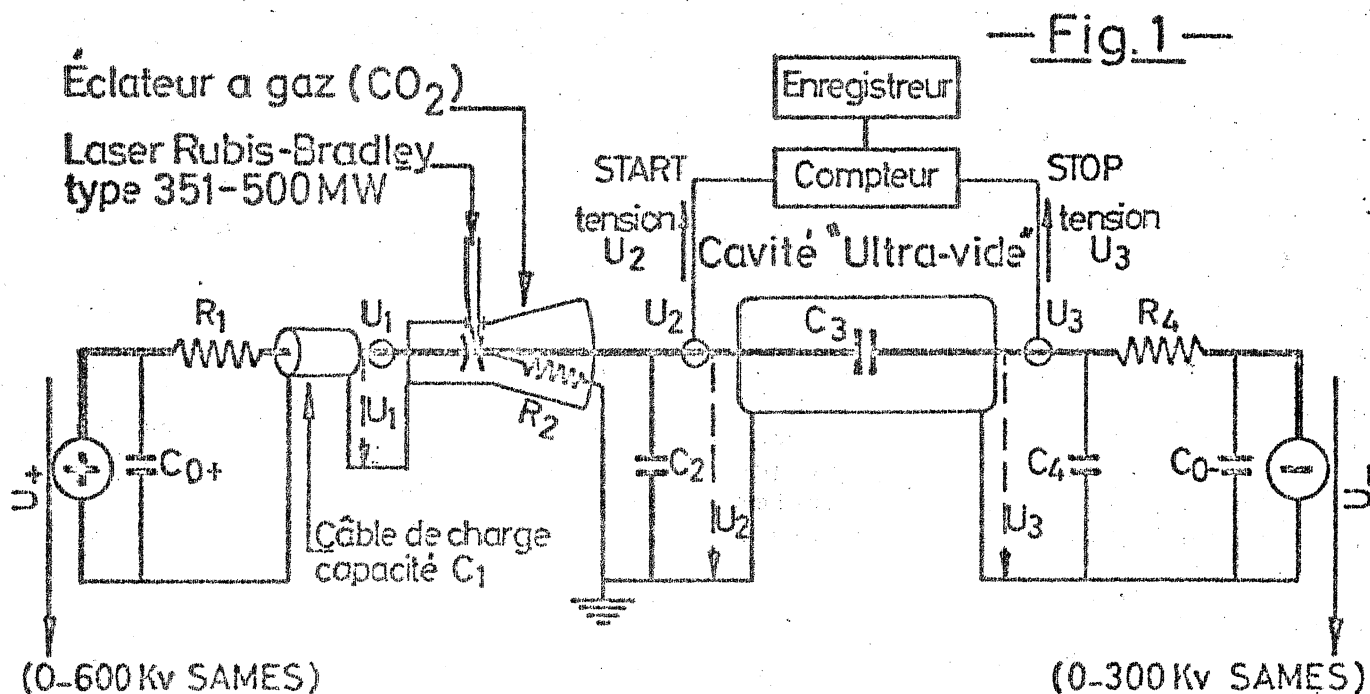 — Fig.1 —
Éclateur a gaz (CO₂)
Laser Rubis-Bradley
type 351-500 MW
Enregistreur
Compteur
START
tension
U₂
STOP
tension
U₃
Cavité "Ultra-vide"
R₁
U₁
U₁
R₂
U₂
C₃
U₃
R₄
U₊
C₀₊
C₂
U₂
U₃
C₄
C₀₋
U₋
Câble de charge
capacité C₁
(0-600 Kv SAMES)
(0-300 Kv SAMES)